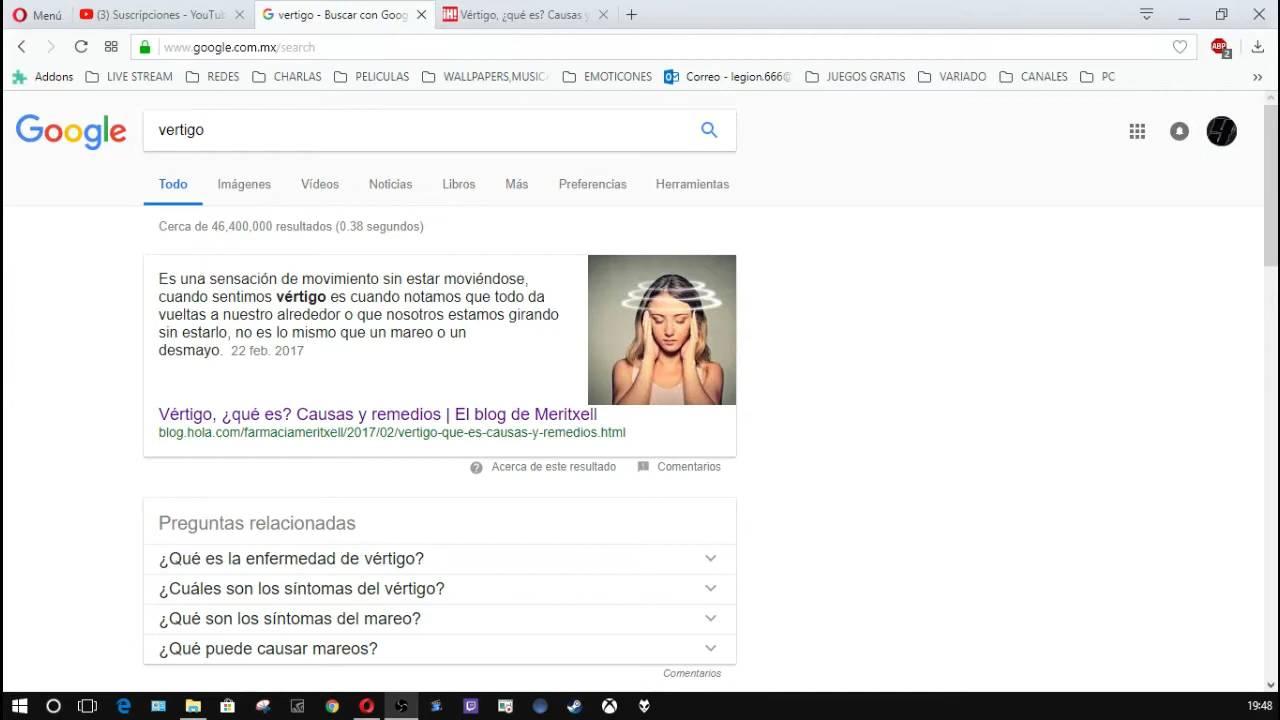 Menú
(3) Suscripciones - YouTub
vertigo - Buscar con Goog
¡H!
Vértigo, ¿qué es? Causas y
www.google.com.mx/search
ABP
2
Addons
LIVE STREAM
REDES
CHARLAS
PELICULAS
WALLPAPERS,MUSICA
EMOTICONES
Correo - legion.666@
JUEGOS GRATIS
VARIADO
CANALES
PC
Google
vertigo
Todo
Imágenes
Vídeos
Noticias
Libros
Más
Preferencias
Herramientas
Cerca de 46,400,000 resultados (0.38 segundos)
Es una sensación de movimiento sin estar moviéndose,
cuando sentimos vértigo es cuando notamos que todo da
vueltas a nuestro alrededor o que nosotros estamos girando
sin estarlo, no es lo mismo que un mareo o un
desmayo. 22 feb. 2017
Vértigo, ¿qué es? Causas y remedios | El blog de Meritxell
blog.hola.com/farmaciameritxell/2017/02/vertigo-que-es-causas-y-remedios.html
Acerca de este resultado
Comentarios
Preguntas relacionadas
¿Qué es la enfermedad de vértigo?
¿Cuáles son los síntomas del vértigo?
¿Qué son los síntomas del mareo?
¿Qué puede causar mareos?
Comentarios
19:48